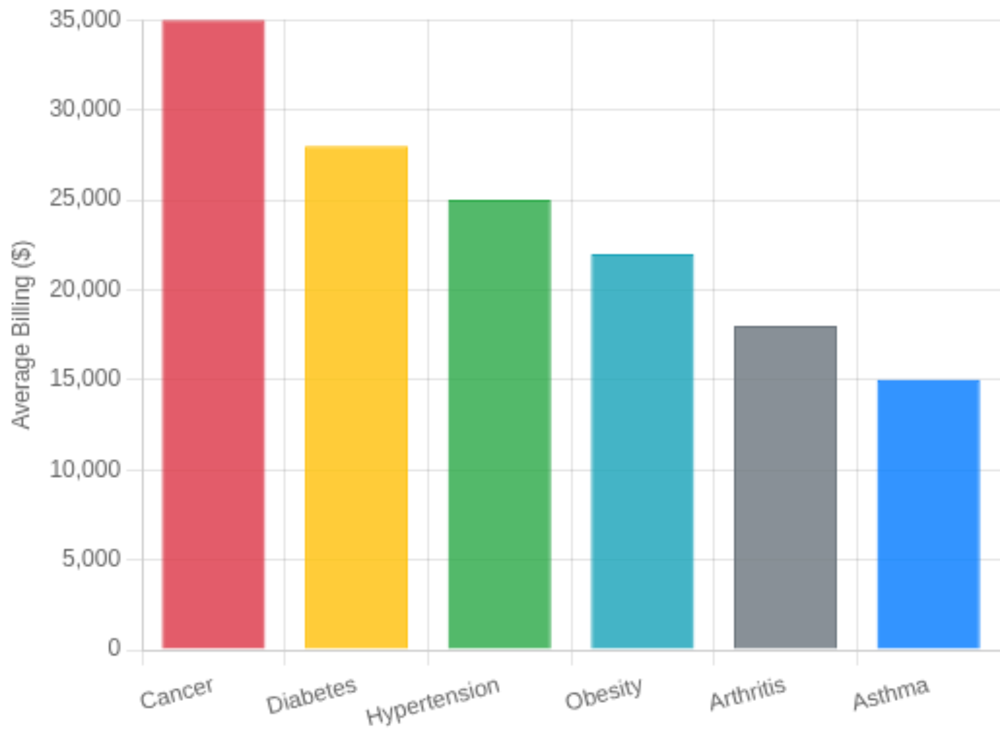 35,000
30,000
25,000
20,000
15,000
10,000
5,000
0
Average Billing ($)
Cancer
Diabetes
Hypertension
Obesity
Arthritis
Asthma